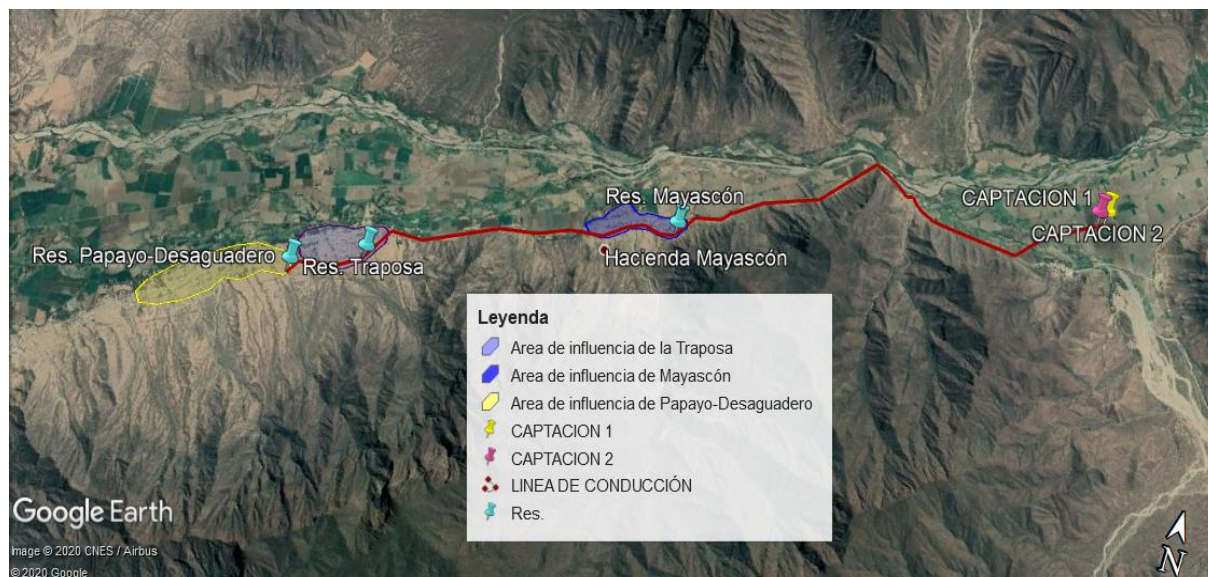 CAPTACION 1
Res. Mayascón
CAPTACION 2
Res. Papayo-Desaguadero
Res. Traposa
Hacienda Mayascón
Leyenda
Area de influencia de la Traposa
Area de influencia de Mayascón
Area de influencia de Papayo-Desaguadero
CAPTACION 1
CAPTACION 2
LINEA DE CONDUCCIÓN
Res.
Google Earth
Image © 2020 CNES / Airbus
© 2020 Google
N